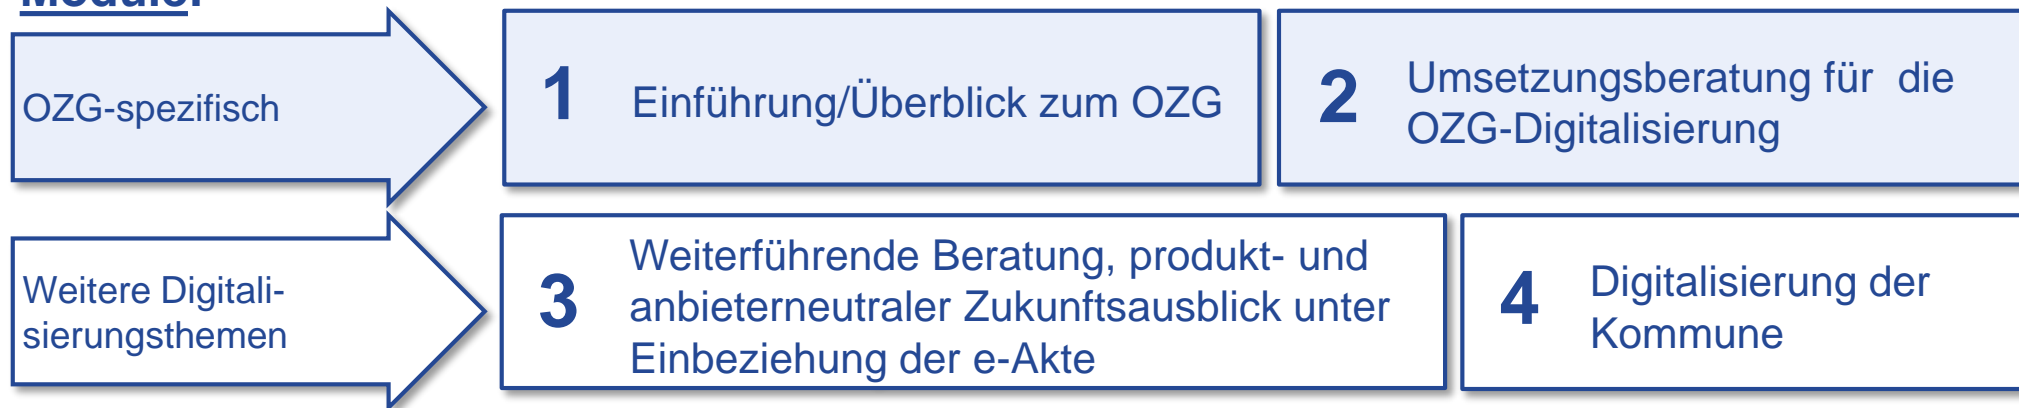 Module:
OZG-spezifisch
1
Einführung/Überblick zum OZG
2
Umsetzungsberatung für die
OZG-Digitalisierung
Weitere Digitali-
sierungsthemen
3
Weiterführende Beratung, produkt- und
anbieterneutraler Zukunftsausblick unter
Einbeziehung der e-Akte
4
Digitalisierung der
Kommune